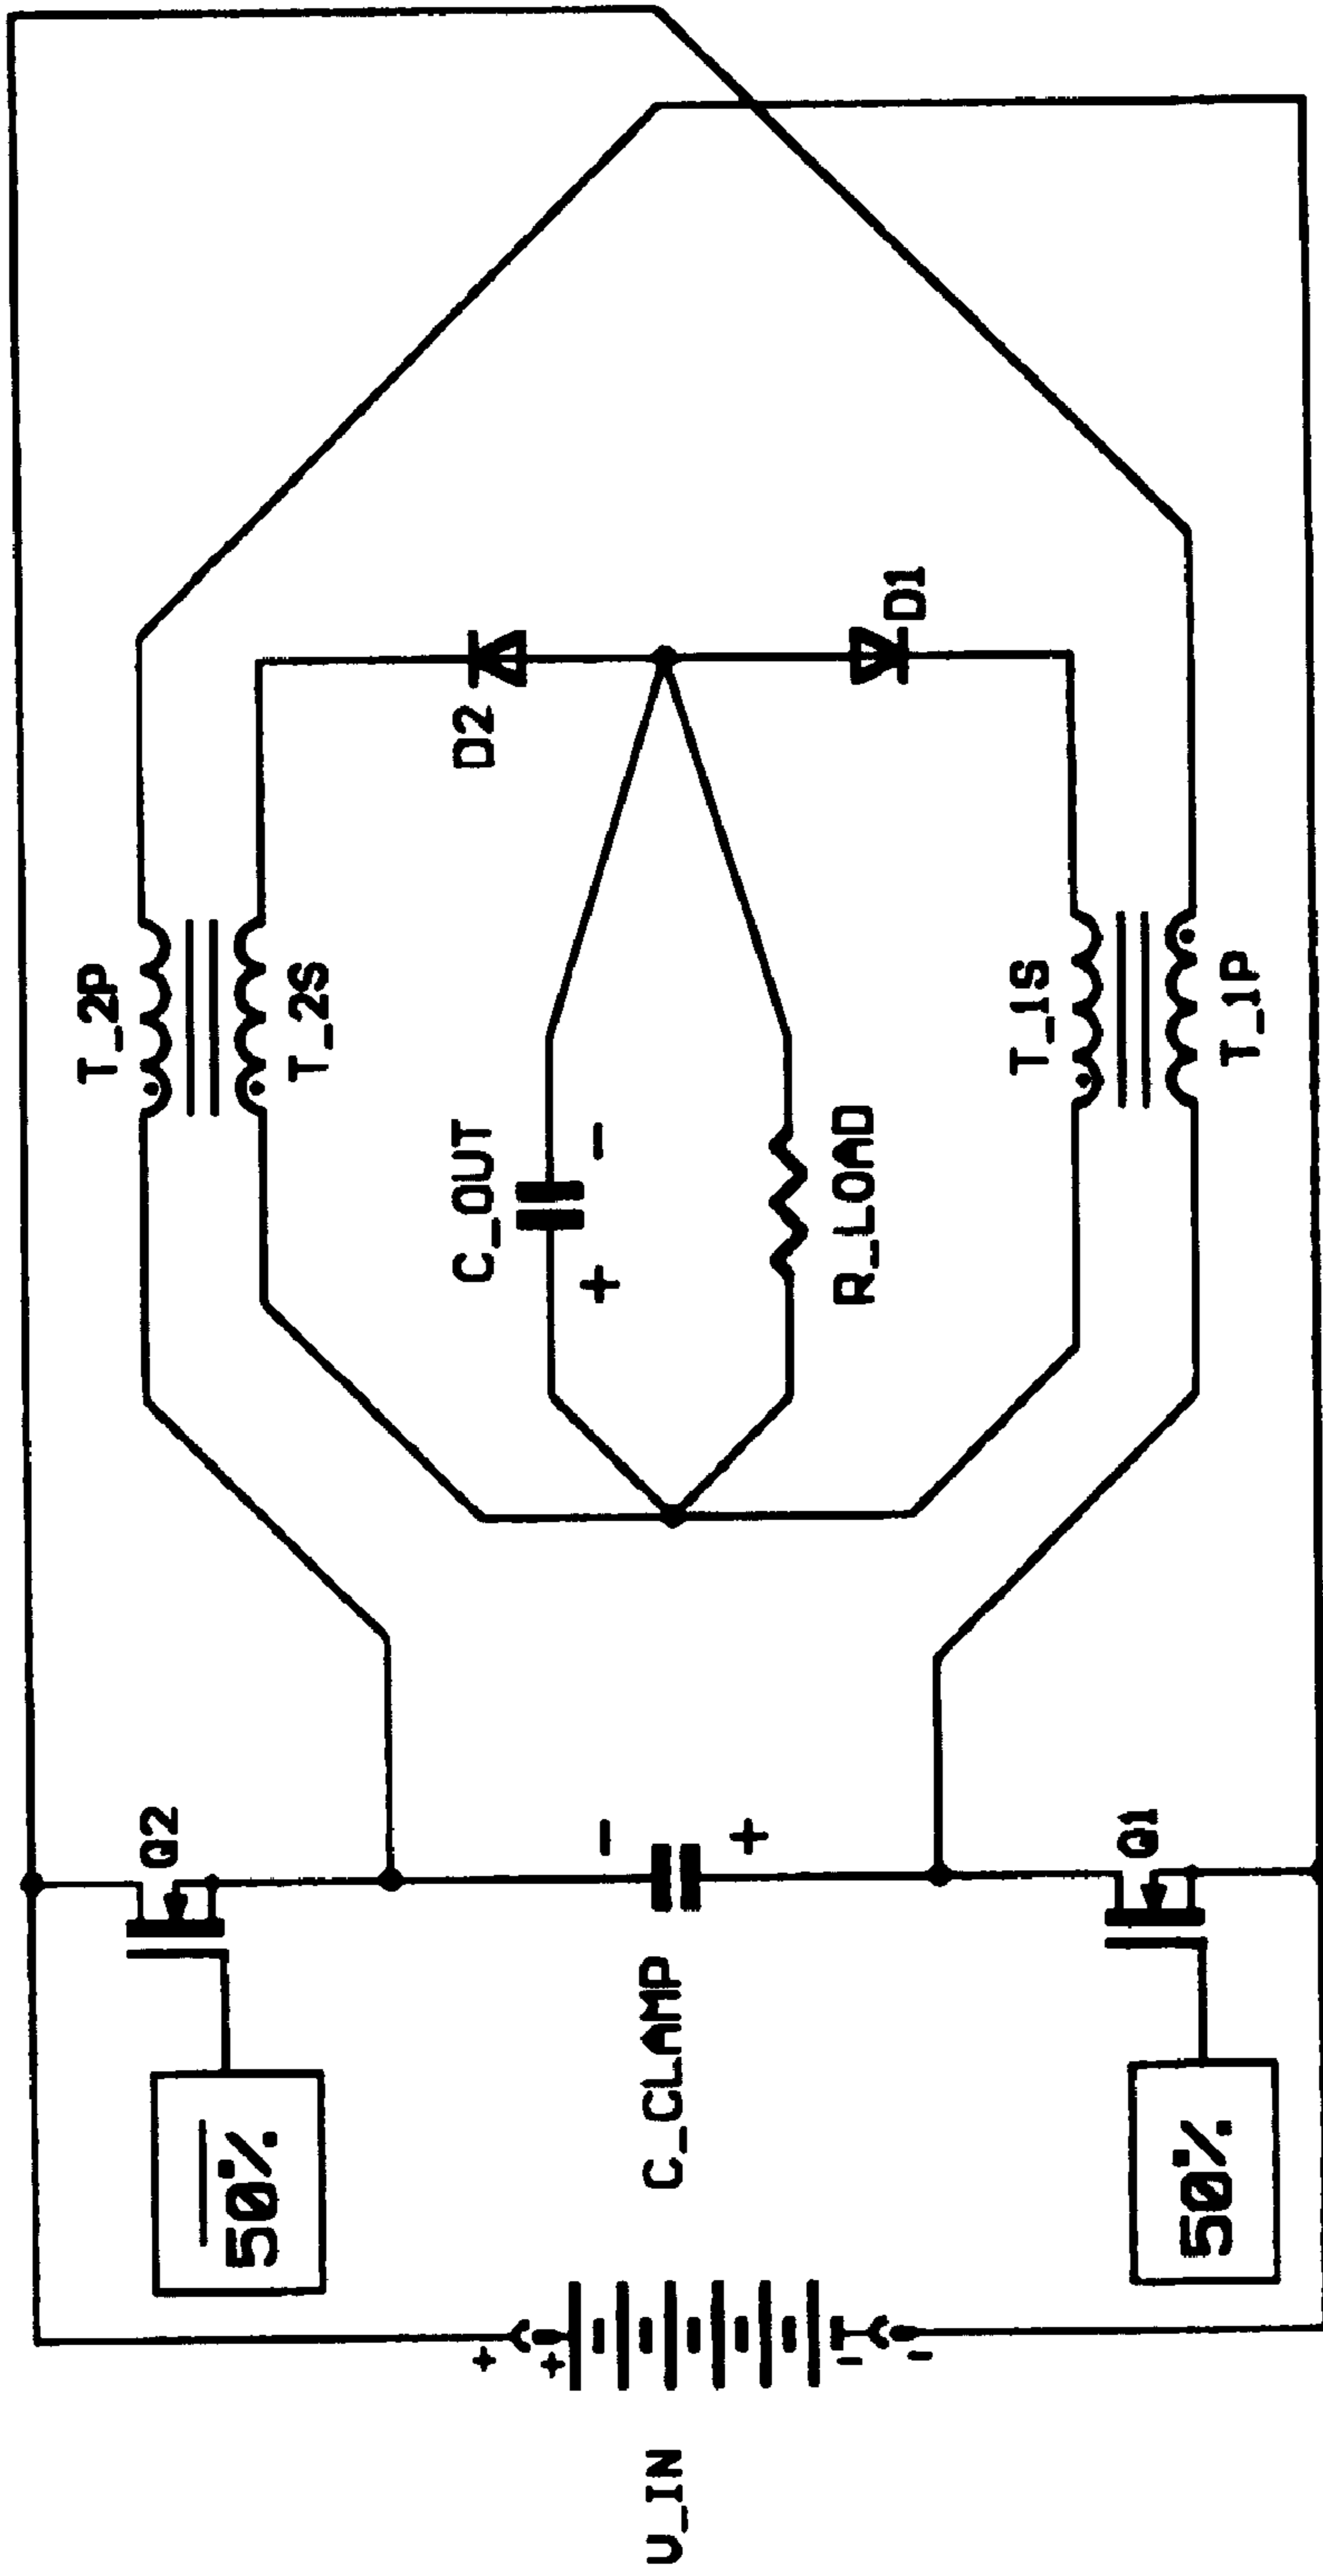 T_2P
Q2
50%
T_2S
D2
C_OUT
+ -
+
+
-
U_IN
C_CLAMP
+
-
-
R_LOAD
D1
T_1S
Q1
50%
T_1P